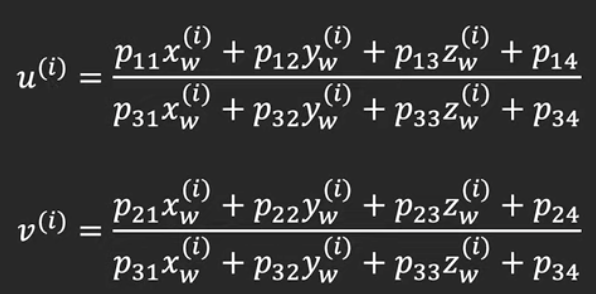 u^{(i)} = \frac{p_{11}x_w^{(i)} + p_{12}y_w^{(i)} + p_{13}z_w^{(i)} + p_{14}}{p_{31}x_w^{(i)} + p_{32}y_w^{(i)} + p_{33}z_w^{(i)} + p_{34}}
v^{(i)} = \frac{p_{21}x_w^{(i)} + p_{22}y_w^{(i)} + p_{23}z_w^{(i)} + p_{24}}{p_{31}x_w^{(i)} + p_{32}y_w^{(i)} + p_{33}z_w^{(i)} + p_{34}}